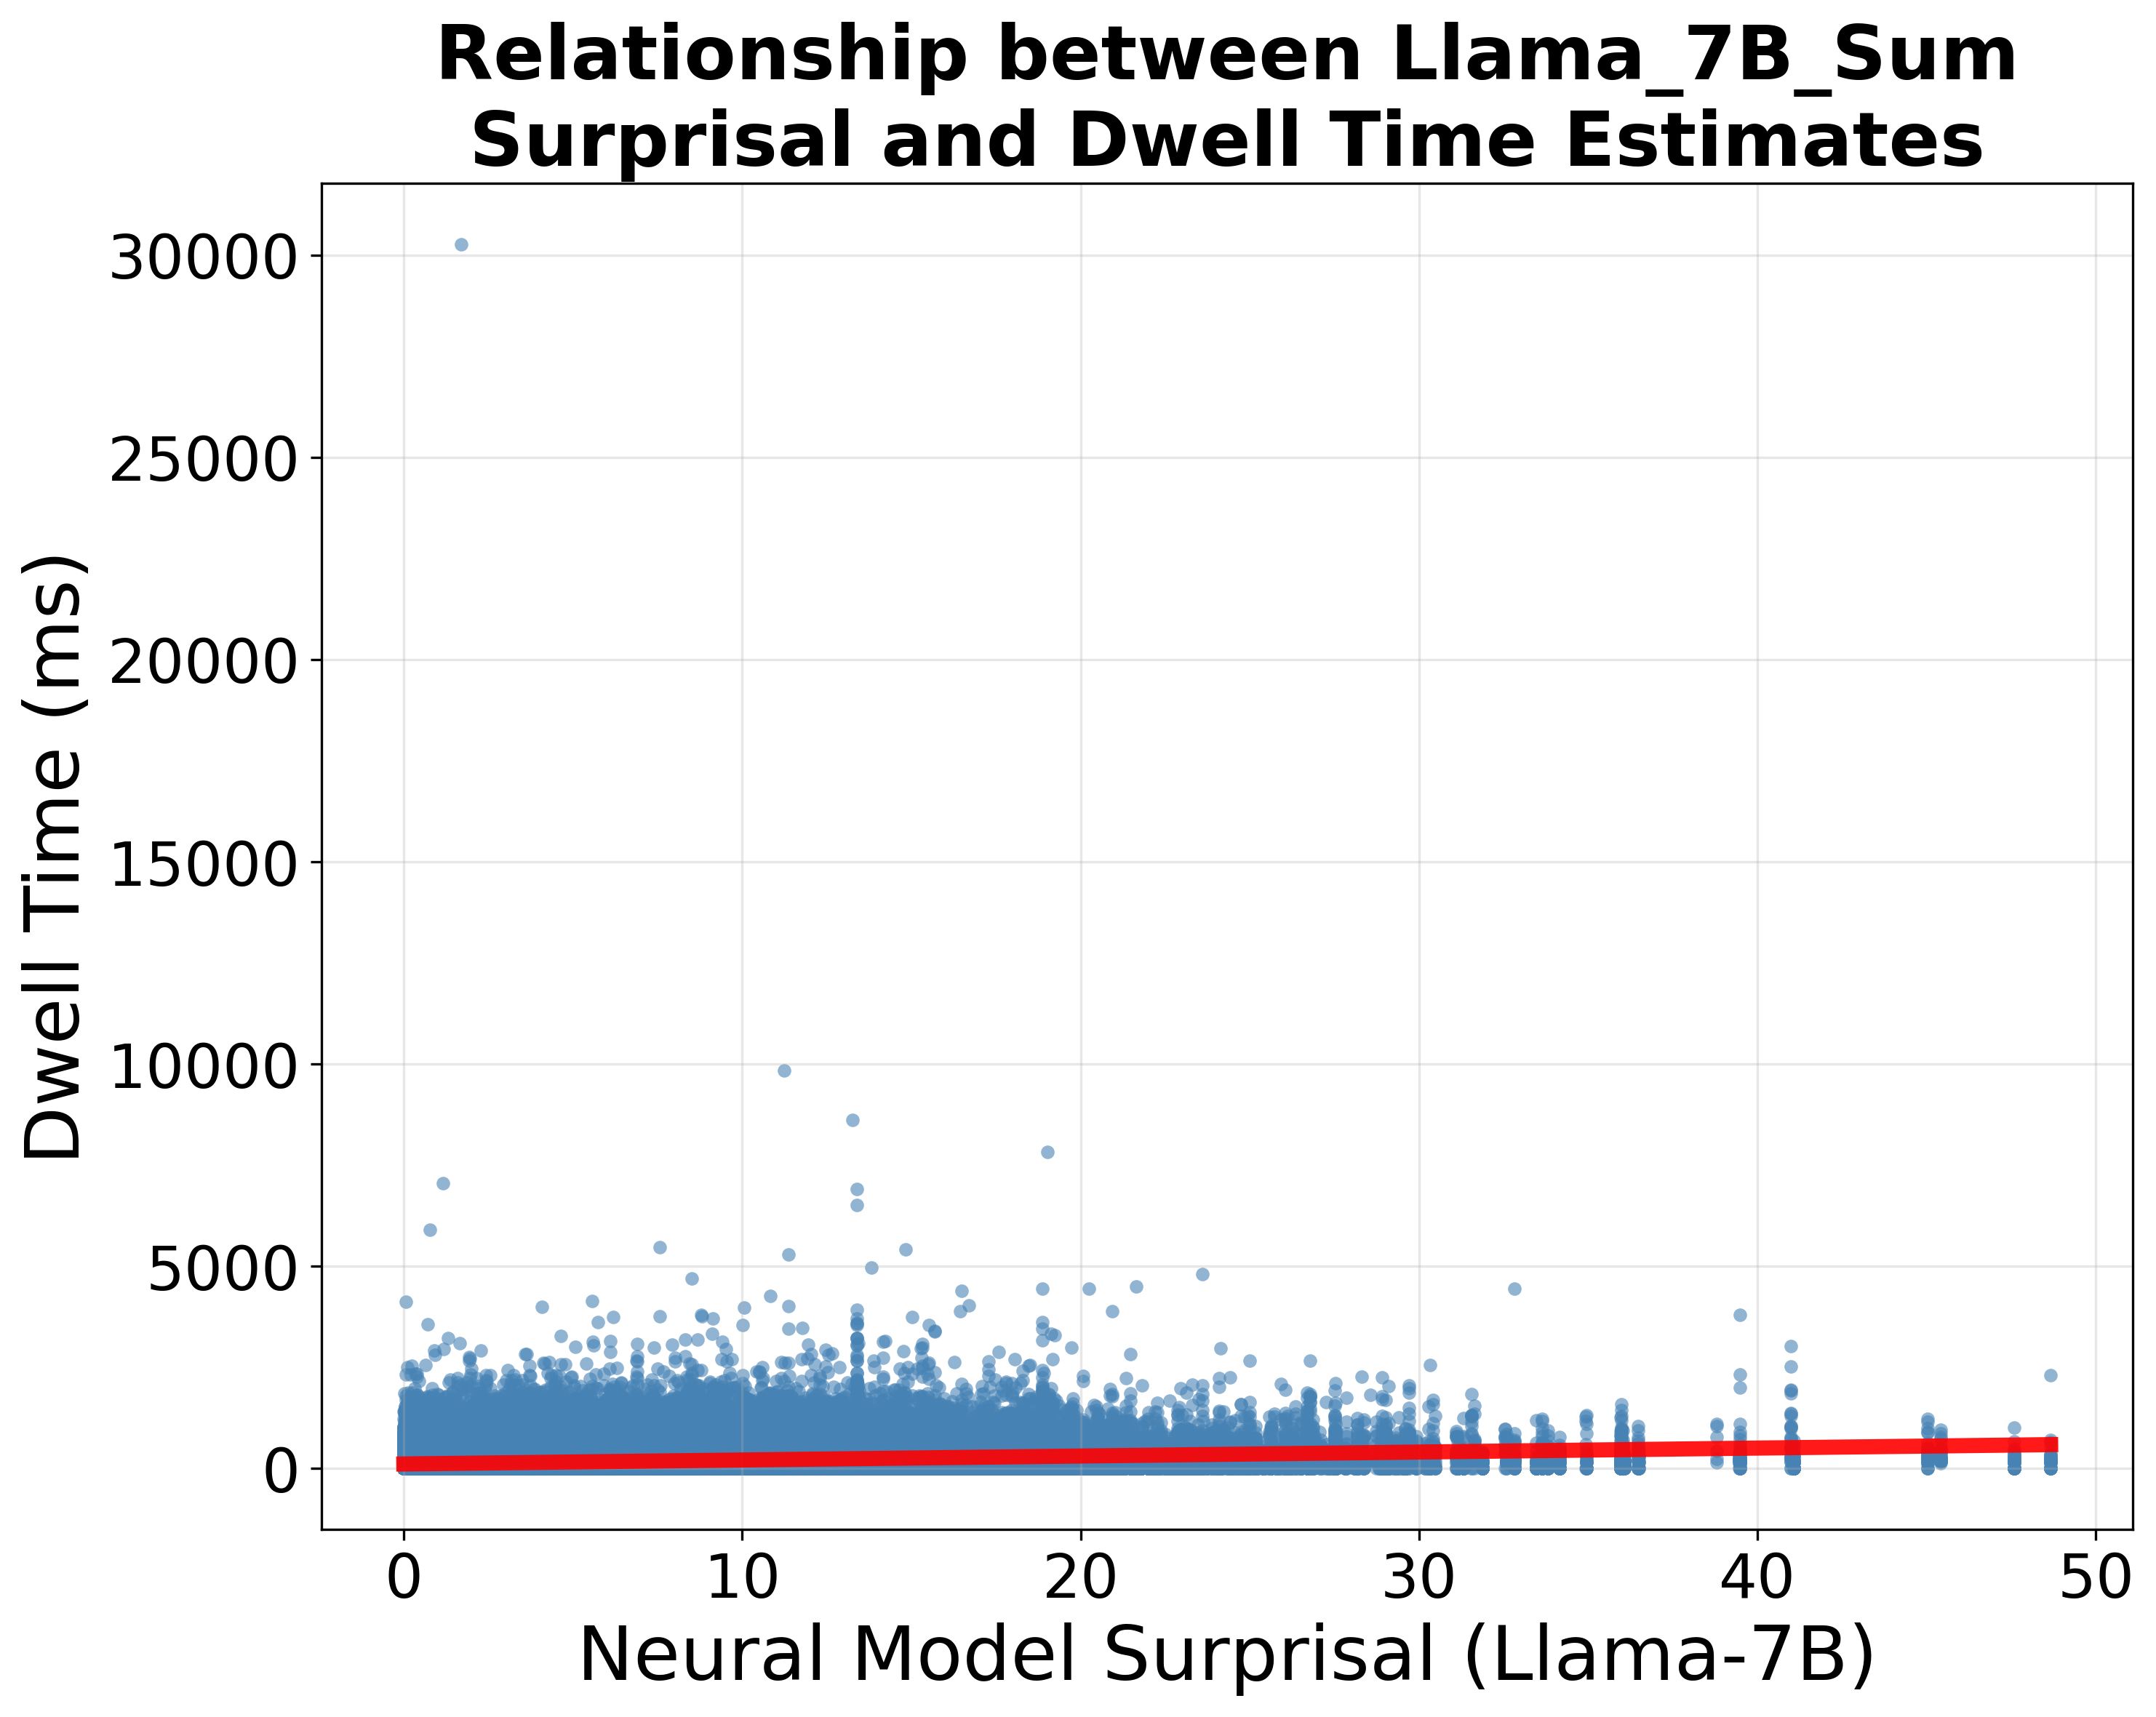 Relationship between Llama_7B_Sum
Surprisal and Dwell Time Estimates
Dwell Time (ms)
30000
25000
20000
15000
10000
5000
0
0 10 20 30 40 50
Neural Model Surprisal (Llama-7B)